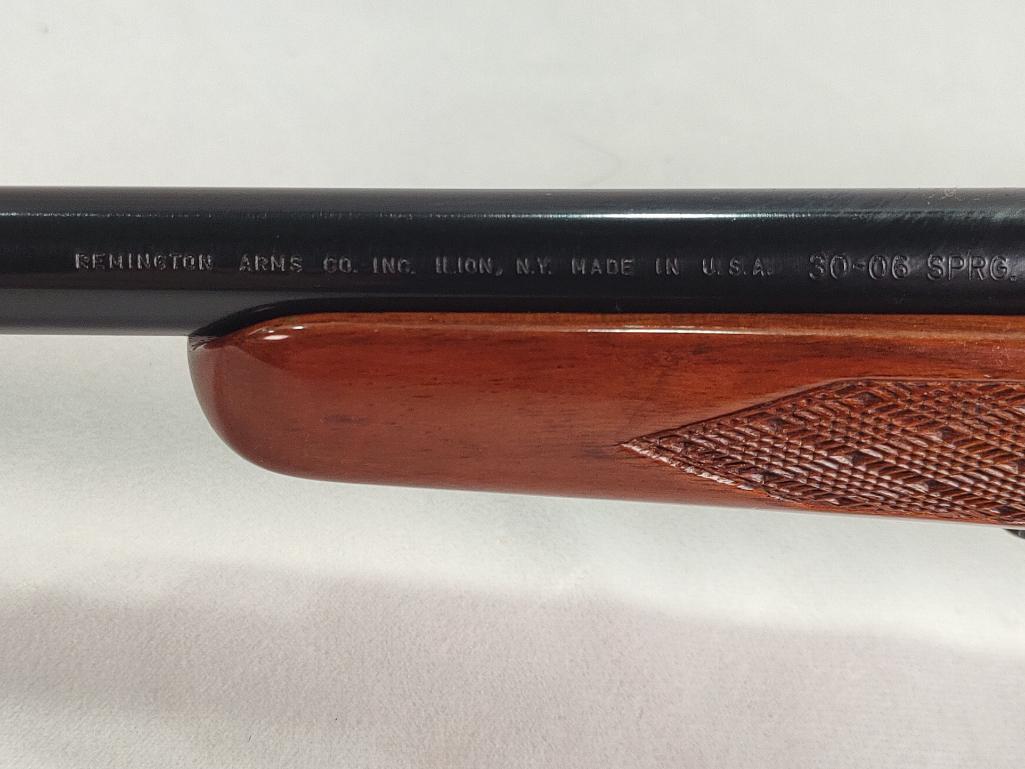 REMINGTON ARMS CO. INC. ILION, N.Y. MADE IN U.S.A. 30-06 SPRG.